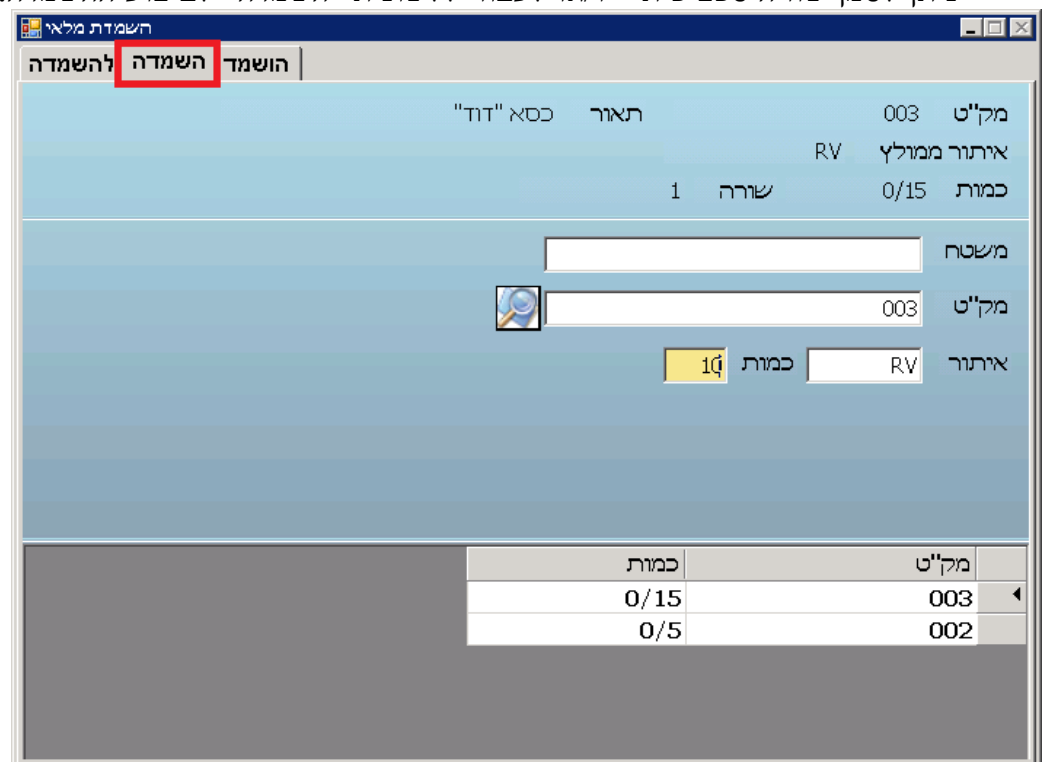 השמדת מלאי
להשמדה השמדה הושמד
מק"ט 003 תאור כסא "דוד"
איתור ממולץ RV
כמות 0/15 שורה 1
משטח
מק"ט 003
איתור RV כמות 10
מק"ט כמות
003 0/15
002 0/5